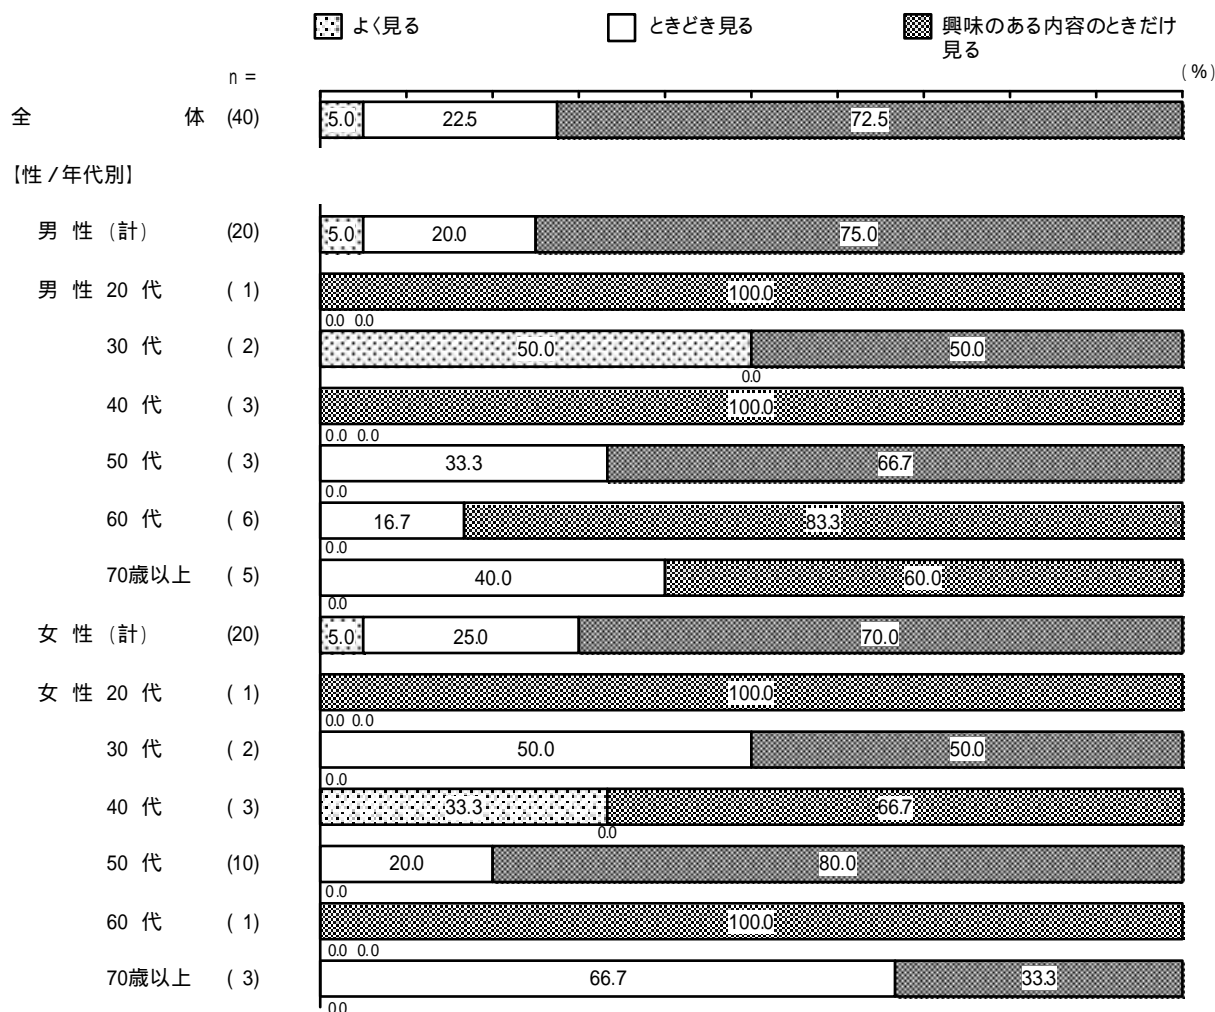 よく見る ときどき見る 興味のある内容のときだけ
見る
n = (%)
全 体 (40) 5.0 22.5 72.5
【性/年代別】
男 性 (計) (20) 5.0 20.0 75.0
男 性 20 代 ( 1) 100.0
0.0 0.0
30 代 ( 2) 50.0 50.0
0.0
40 代 ( 3) 100.0
0.0 0.0
50 代 ( 3) 33.3 66.7
0.0
60 代 ( 6) 16.7 83.3
0.0
70歳以上 ( 5) 40.0 60.0
0.0
女 性 (計) (20) 5.0 25.0 70.0
女 性 20 代 ( 1) 100.0
0.0 0.0
30 代 ( 2) 50.0 50.0
0.0
40 代 ( 3) 33.3 66.7
0.0
50 代 (10) 20.0 80.0
0.0
60 代 ( 1) 100.0
0.0 0.0
70歳以上 ( 3) 66.7 33.3
0.0